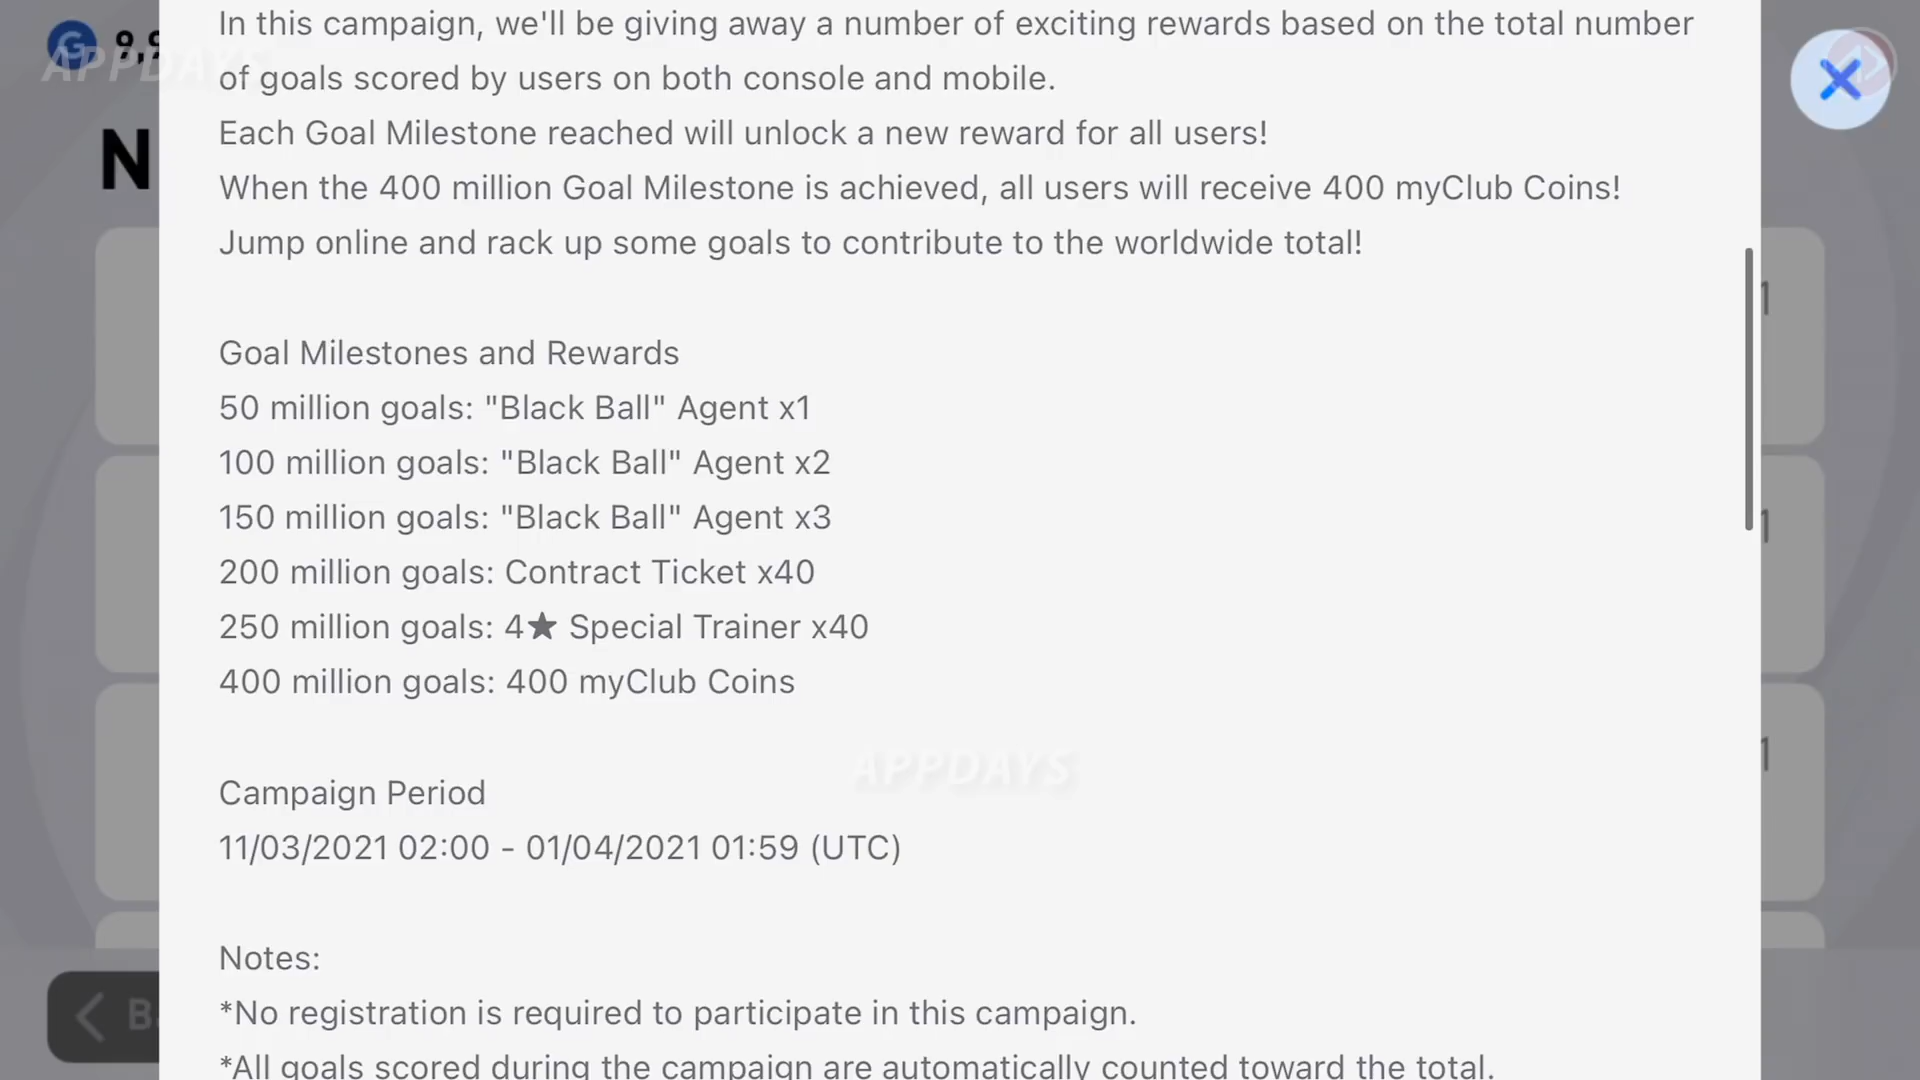 In this campaign, we'll be giving away a number of exciting rewards based on the total number
of goals scored by users on both console and mobile.
Each Goal Milestone reached will unlock a new reward for all users!
When the 400 million Goal Milestone is achieved, all users will receive 400 myClub Coins!
Jump online and rack up some goals to contribute to the worldwide total!
Goal Milestones and Rewards
50 million goals: "Black Ball" Agent x1
100 million goals: "Black Ball" Agent x2
150 million goals: "Black Ball" Agent x3
200 million goals: Contract Ticket x40
250 million goals: 4★ Special Trainer x40
400 million goals: 400 myClub Coins
Campaign Period
11/03/2021 02:00 - 01/04/2021 01:59 (UTC)
Notes:
*No registration is required to participate in this campaign.
*All goals scored during the campaign are automatically counted toward the total.
G
APPDAYS
N
1
1
1
APPDAYS
B